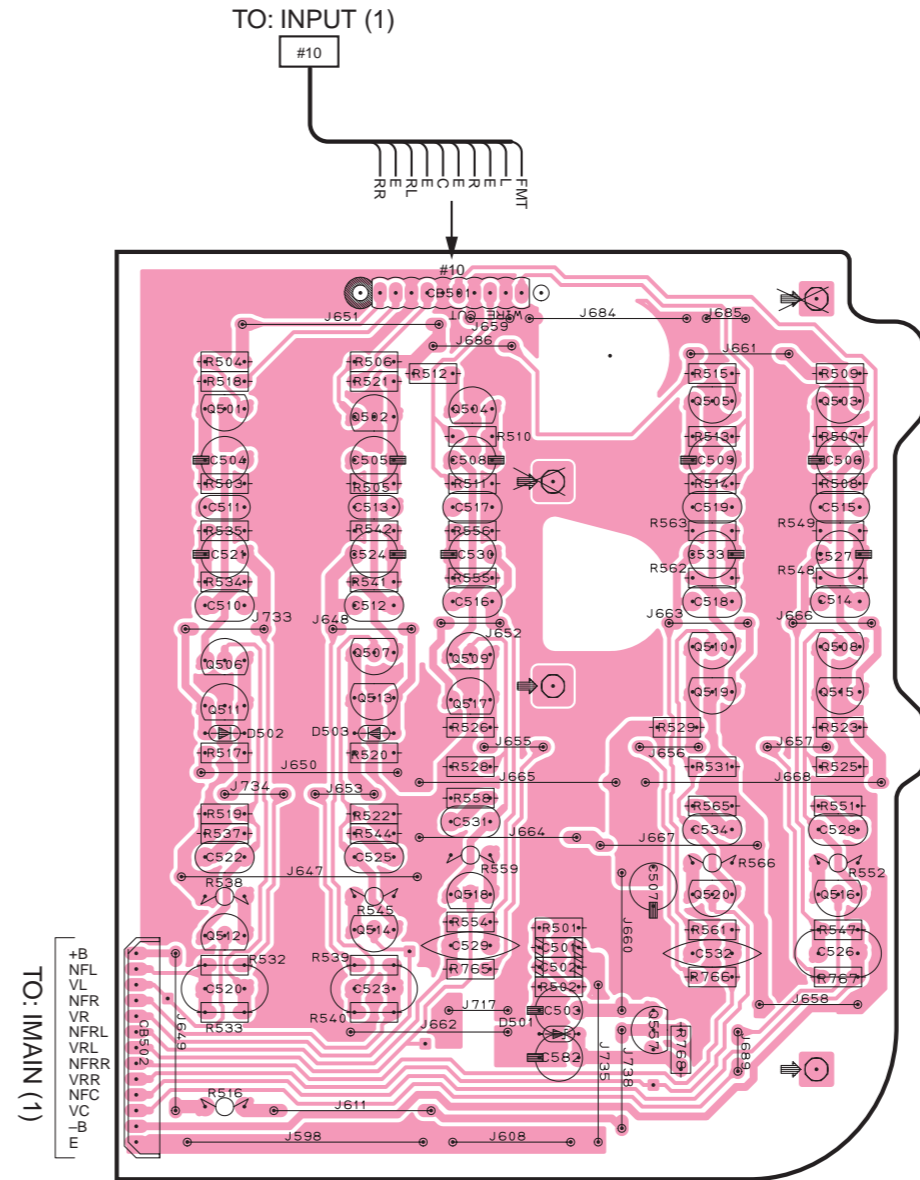 TO: INPUT (1)
#10
RR E RL E C E R E L FMT
#10
CB501
J651 WIRE CUT J659 J684 J685
J686 J661
R504 R506 R512 R515 R509
R518 R521
Q501 Q502 Q504 Q505 Q503
R510 R513 R507
C504 C505 C508 C509 C506
R503 R505 R511 R514 R508
C511 C513 C517 C519 C515
R535 R542 R556 R563 R549
C521 C524 C530 C533 C527
R534 R541 R555 R562 R548
C510 C512 C516 C518 C514
J733 J648 J652 J663 J666
Q506 Q507 Q509 Q510 Q508
Q511 Q513 Q517 Q519 Q515
D502 D503 R526 R529 R523
R517 R520 J655 J656 J657
J650 R528 J665 R531 J668 R525
J734 J653 R558 R565 R551
R519 R522 C531 C534 C528
R537 R544 J664 J667
C522 C525 R559 R566 R552
J647 C507
R538 R545 Q518 Q520 Q516
Q512 Q514 R554 R501 J660 R561 R547
C529 C501 C532 C526
R532 R539 R765 C502 R766 R767
C520 C523 R502
R533 R540 J717 C503 J658
J649 J662 D501 C557 R768 J689
C582 J735 J738
R516 J611
J598 J608
CB502
TO: IMAIN (1)
+B
NFL
VL
NFR
VR
NFRL
VRL
NFRR
VRR
NFC
VC
–B
E